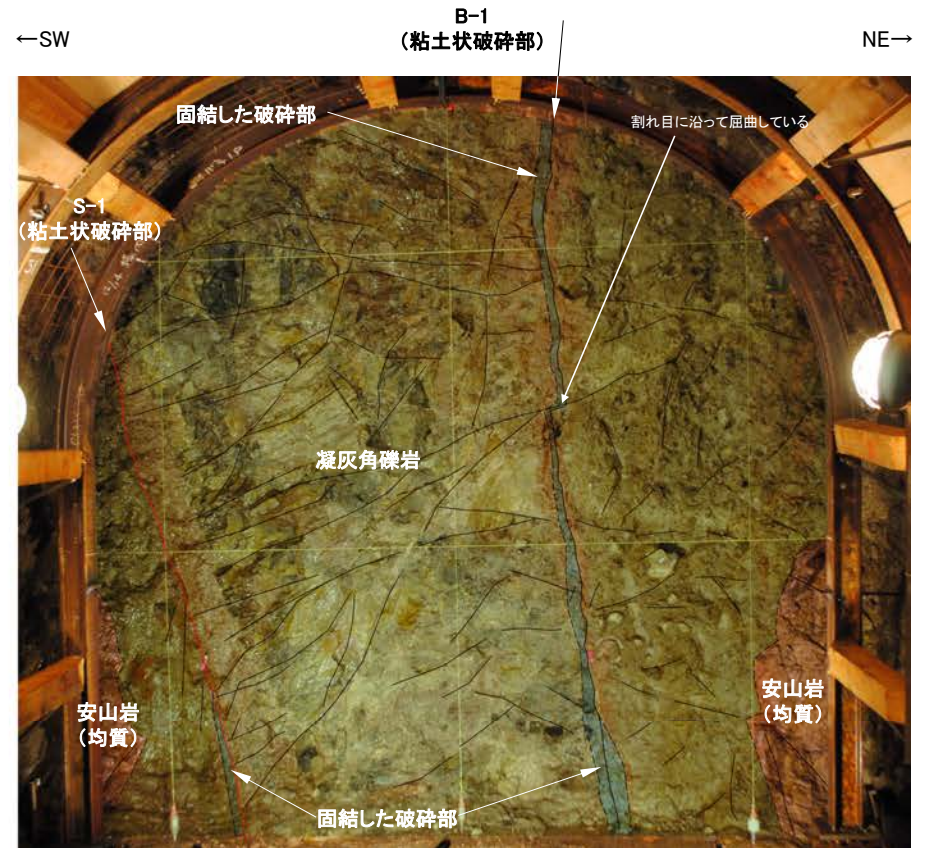 B-1
(粘土状破砕部)
←SW
NE→
固結した破砕部
割れ目に沿って屈曲している
S-1
(粘土状破砕部)
凝灰角礫岩
安山岩
(均質)
安山岩
(均質)
固結した破砕部